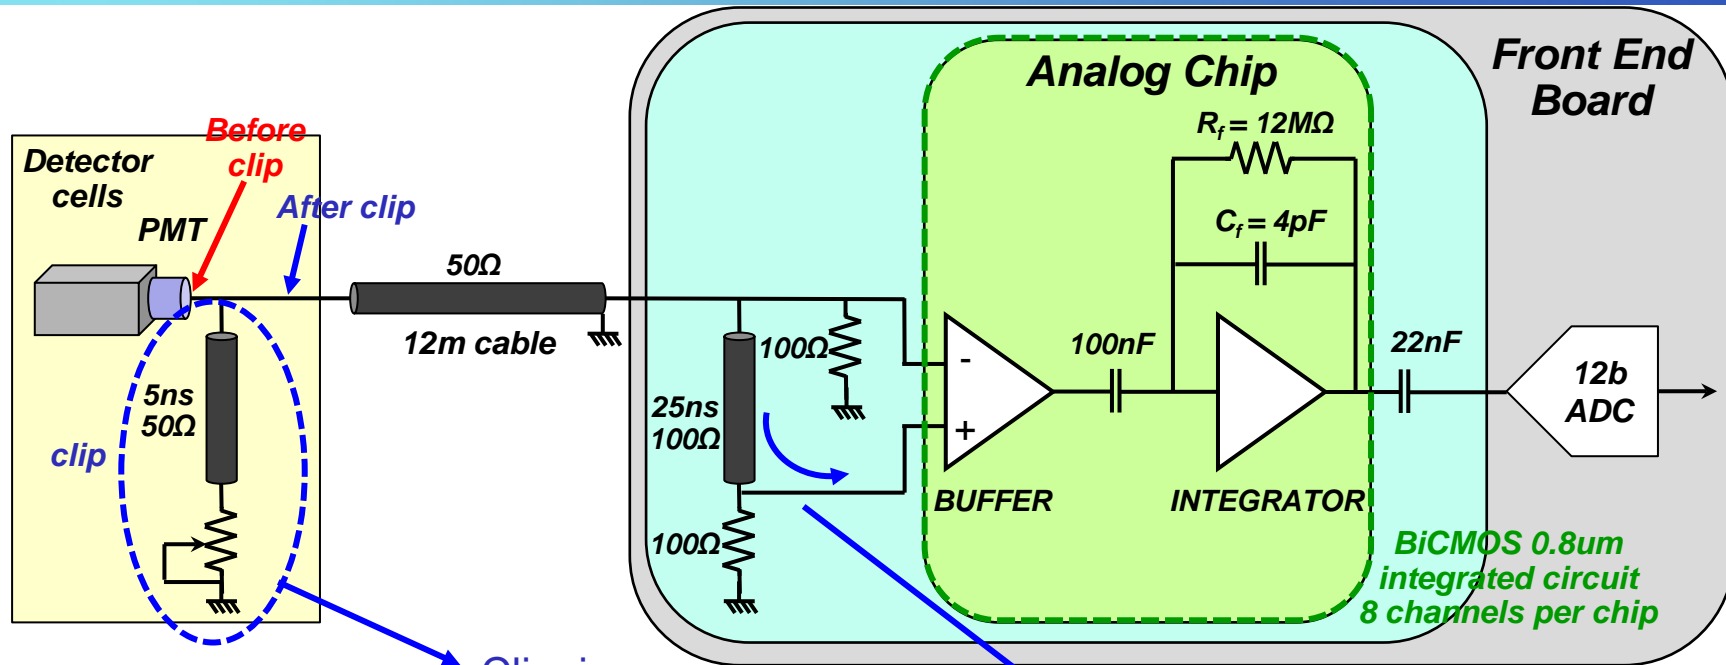 Front End
Board
Analog Chip
R_f = 12MΩ
C_f = 4pF
Before
clip
Detector
cells
After clip
PMT
50Ω
12m cable
5ns
50Ω
clip
100Ω
25ns
100Ω
100Ω
-
+
BUFFER
100nF
INTEGRATOR
22nF
12b
ADC
BiCMOS 0.8um
integrated circuit
8 channels per chip